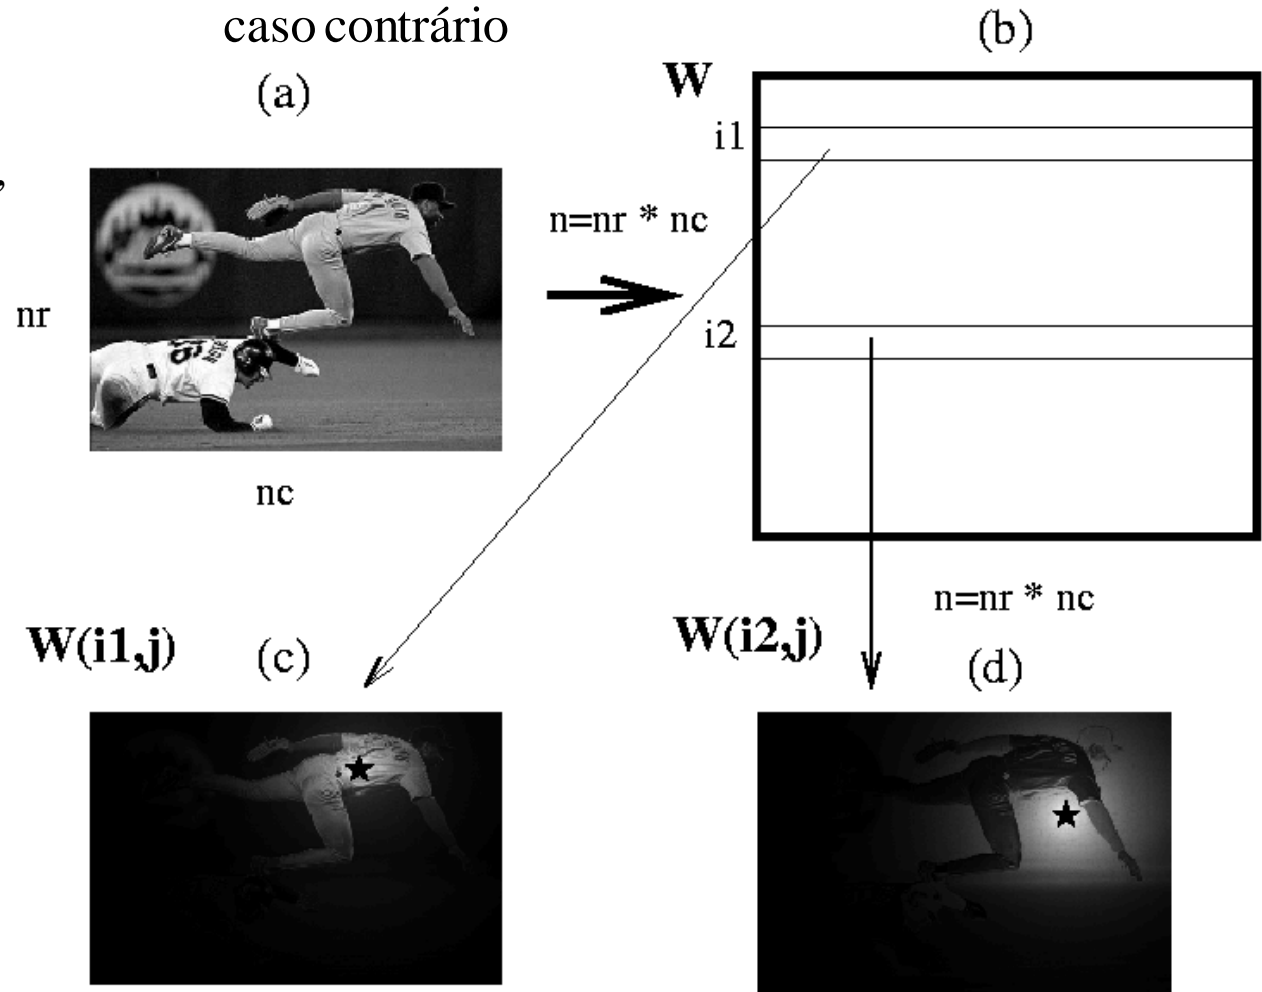 caso contrário
(a)
,
nr
nc
n=nr * nc
(b)
W
i1
i2
n=nr * nc
W(i1,j)
(c)
W(i2,j)
(d)